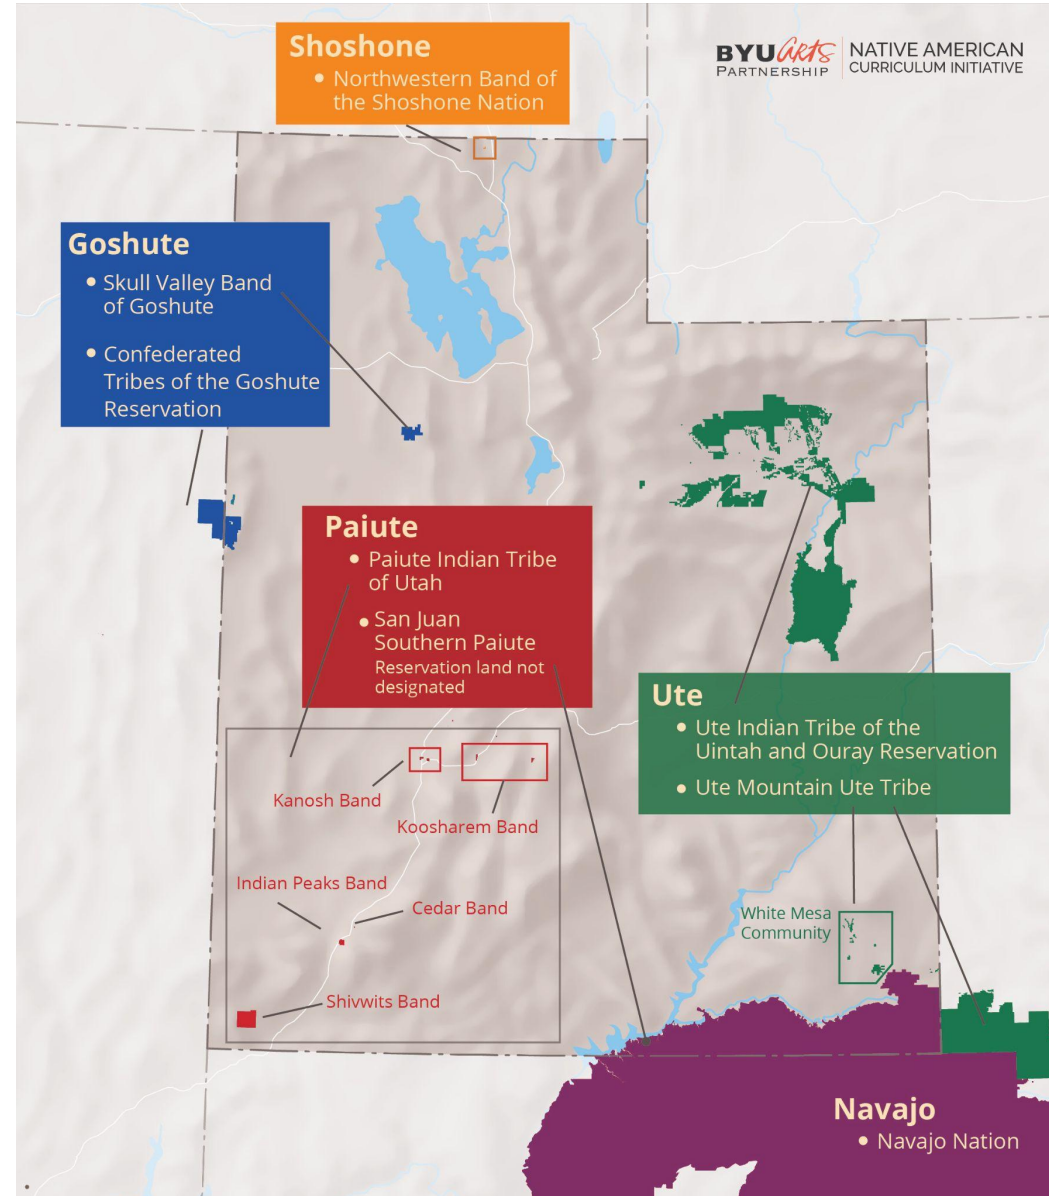 Shoshone
• Northwestern Band of
the Shoshone Nation
BYU ARTS
PARTNERSHIP
NATIVE AMERICAN
CURRICULUM INITIATIVE
Goshute
• Skull Valley Band
of Goshute
• Confederated
Tribes of the Goshute
Reservation
Paiute
• Paiute Indian Tribe
of Utah
• San Juan
Southern Paiute
Reservation land not
designated
Ute
• Ute Indian Tribe of the
Uintah and Ouray Reservation
• Ute Mountain Ute Tribe
Kanosh Band
Koosharem Band
Indian Peaks Band
Cedar Band
Shivwits Band
White Mesa
Community
Navajo
• Navajo Nation